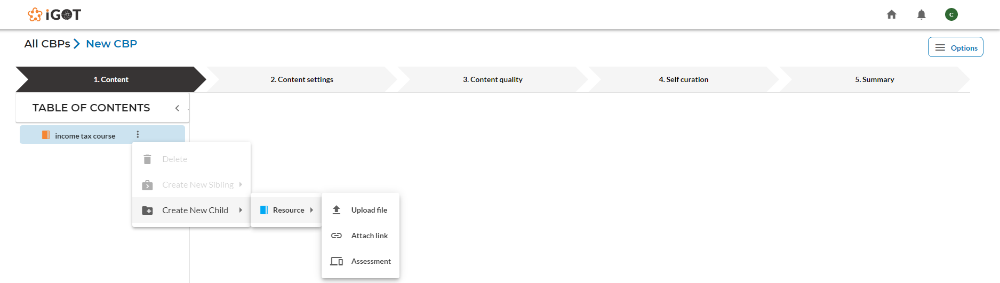 iGOT
C
All CBPs > New CBP
Options
1. Content
2. Content settings
3. Content quality
4. Self curation
5. Summary
TABLE OF CONTENTS
income tax course
Delete
Create New Sibling
Create New Child
Resource
Upload file
Attach link
Assessment